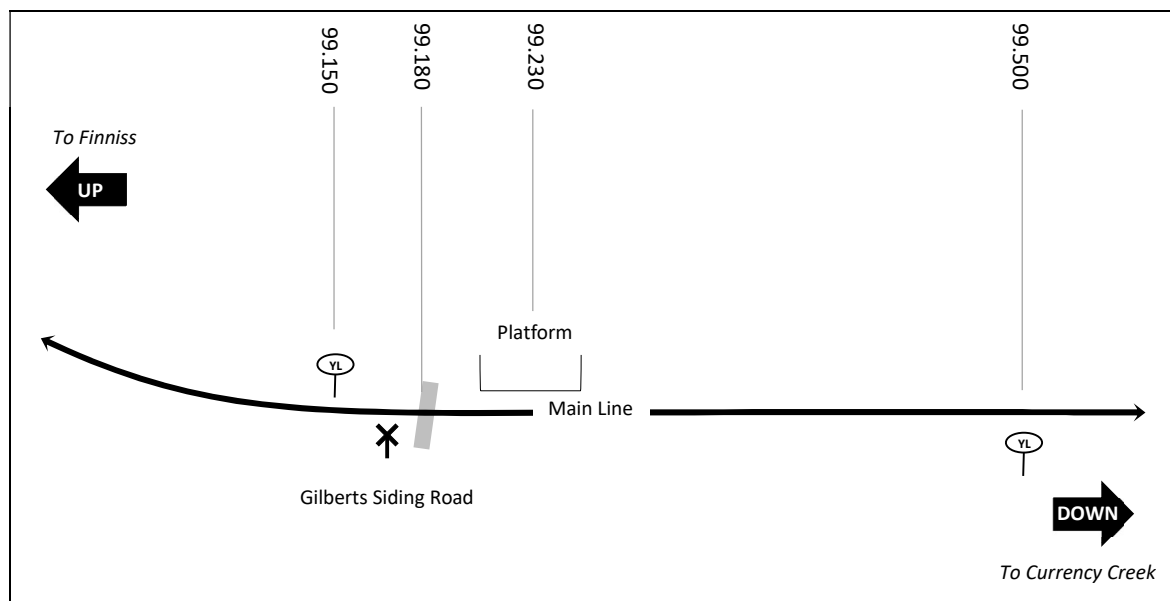 99.150
99.180
99.230
99.500
To Finniss
UP
Platform
YL
Main Line
YL
Gilberts Siding Road
DOWN
To Currency Creek